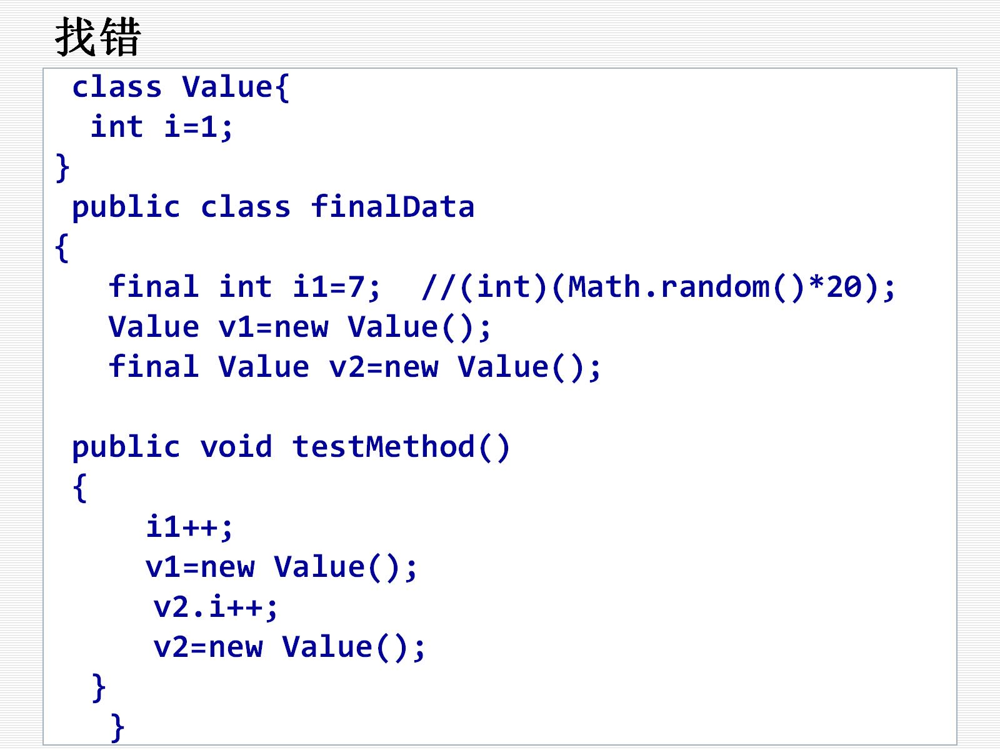 找错
class Value{
int i=1;
}
public class finalData
{
final int i1=7;  //(int)(Math.random()*20);
Value v1=new Value();
final Value v2=new Value();
public void testMethod()
{
i1++;
v1=new Value();
v2.i++;
v2=new Value();
}
}